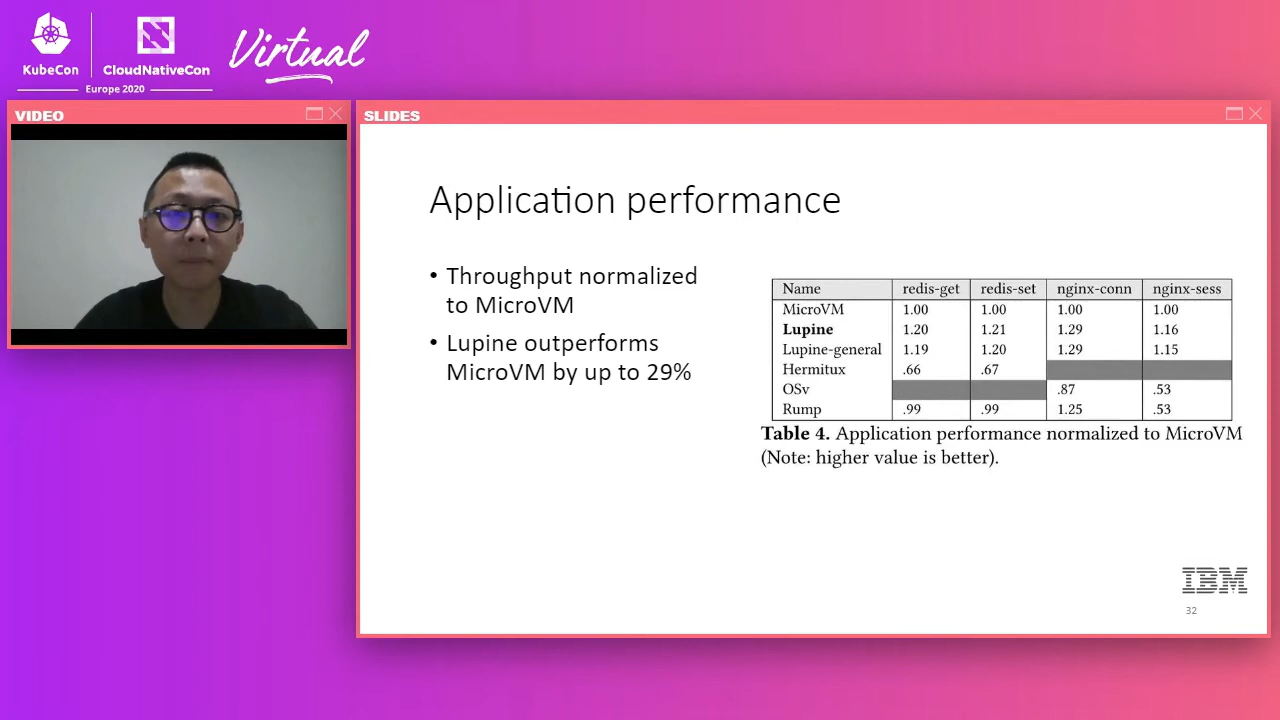 KubeCon
CloudNativeCon
Europe 2020
Virtual
VIDEO
SLIDES
Application performance
• Throughput normalized
to MicroVM
• Lupine outperforms
MicroVM by up to 29%
Name redis-get redis-set nginx-conn nginx-sess
MicroVM 1.00 1.00 1.00 1.00
Lupine 1.20 1.21 1.29 1.16
Lupine-general 1.19 1.20 1.29 1.15
Hermitux .66 .67
OSv .87 .53
Rump .99 .99 1.25 .53
Table 4. Application performance normalized to MicroVM
(Note: higher value is better).
IBM
32